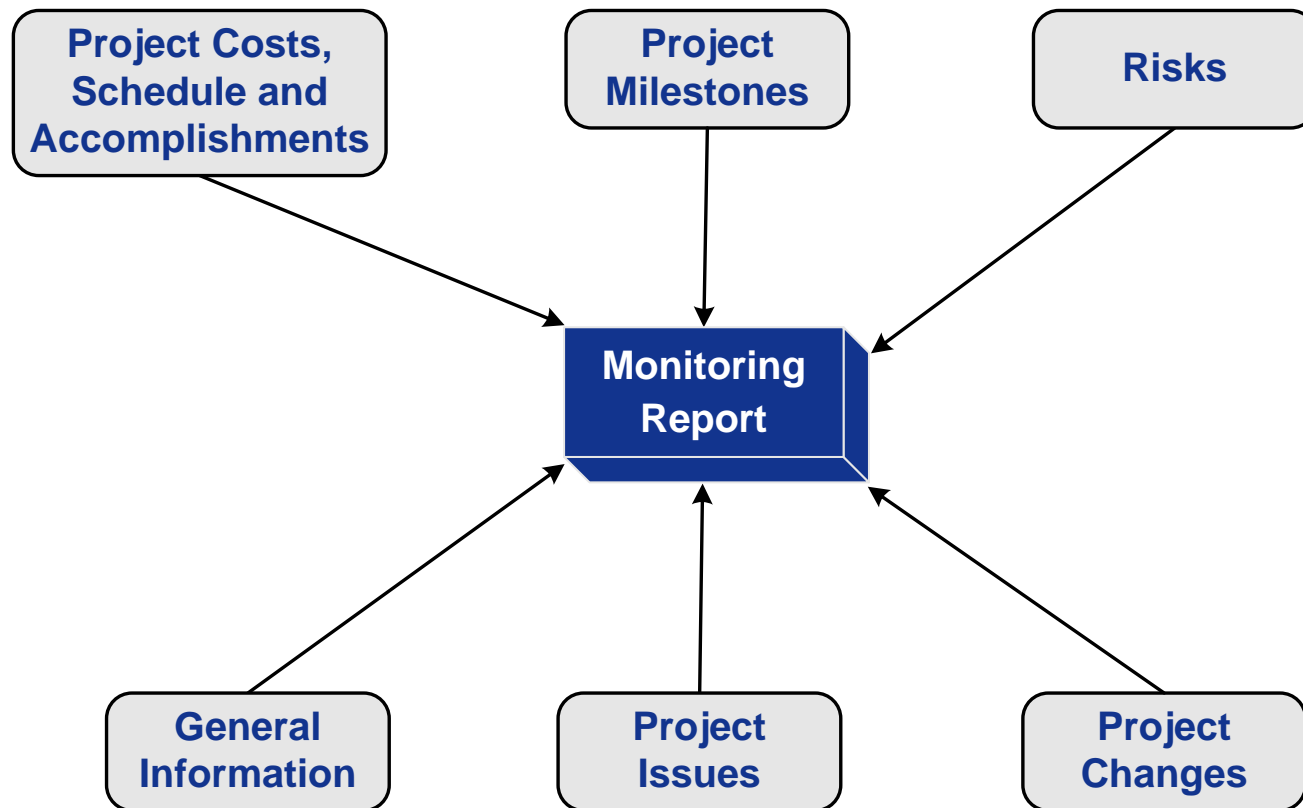 Project Costs,
Schedule and
Accomplishments
Project
Milestones
Risks
Monitoring
Report
General
Information
Project
Issues
Project
Changes